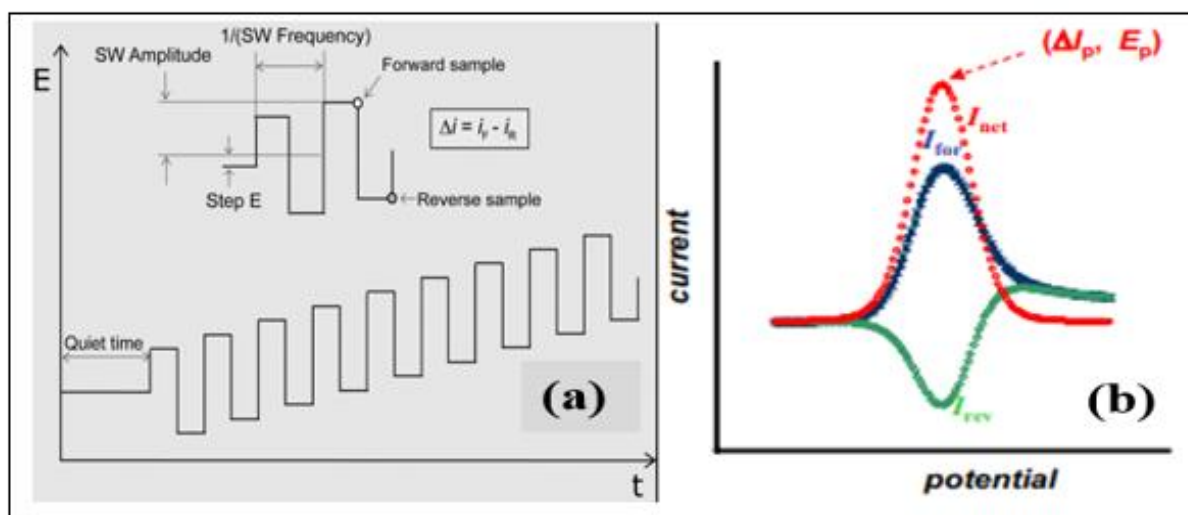 1/(SW Frequency)
SW Amplitude
Forward sample
E
Δi = iF - iR
Step E
Reverse sample
Quiet time
(a)
t
(ΔIp, Ep)
Inet
Ifor
current
Irev
(b)
potential